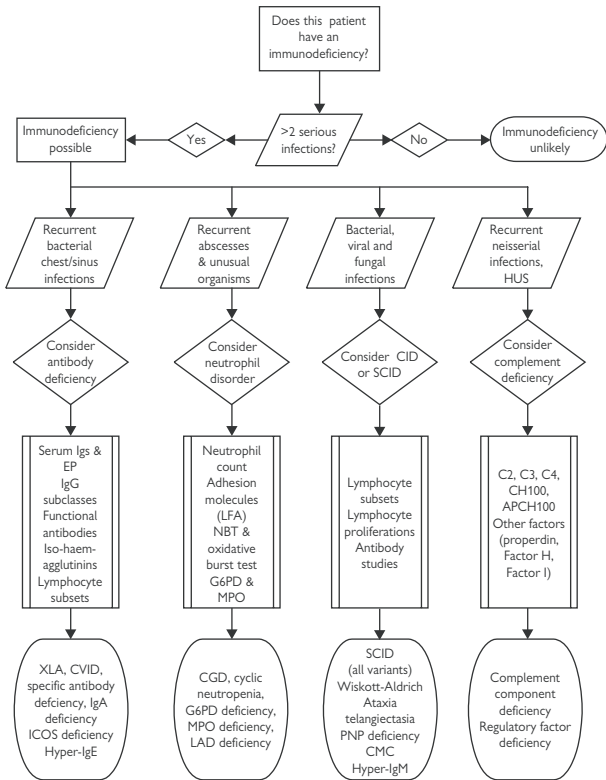 Does this patient
have an
immunodeficiency?
Immunodeficiency
possible
Yes
>2 serious
infections?
No
Immunodeficiency
unlikely
Recurrent
bacterial
chest/sinus
infections
Recurrent
abscesses
& unusual
organisms
Bacterial,
viral and
fungal
infections
Recurrent
neisserial
infections,
HUS
Consider
antibody
deficiency
Consider
neutrophil
disorder
Consider CID
or SCID
Consider
complement
deficiency
Serum Igs &
EP
IgG
subclasses
Functional
antibodies
Iso-haem-
agglutinins
Lymphocyte
subsets
Neutrophil
count
Adhesion
molecules
(LFA)
NBT &
oxidative
burst test
G6PD &
MPO
Lymphocyte
subsets
Lymphocyte
proliferations
Antibody
studies
C2, C3, C4,
CH100,
APCH100
Other factors
(properdin,
Factor H,
Factor I)
XLA, CVID,
specific antibody
defciency, IgA
deficiency
ICOS deficiency
Hyper-IgE
CGD, cyclic
neutropenia,
G6PD deficiency,
MPO deficiency,
LAD deficiency
SCID
(all variants)
Wiskott-Aldrich
Ataxia
telangiectasia
PNP deficiency
CMC
Hyper-IgM
Complement
component
deficiency
Regulatory factor
deficiency